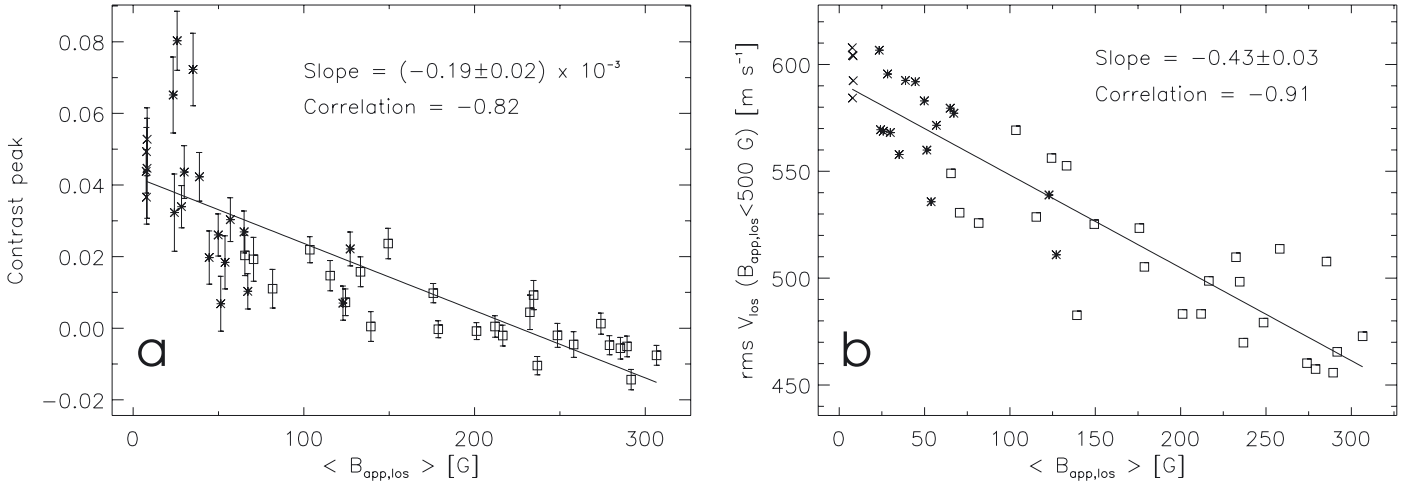 0.08
0.06
0.04
0.02
0.00
−0.02
Contrast peak
Slope = (−0.19±0.02) x 10⁻³
Correlation = −0.82
a
0
100
200
300
< B_app,los > [G]
600
550
500
450
rms V_los (B_app,los<500 G) [m s⁻¹]
Slope = −0.43±0.03
Correlation = −0.91
b
0
50
100
150
200
250
300
< B_app,los > [G]